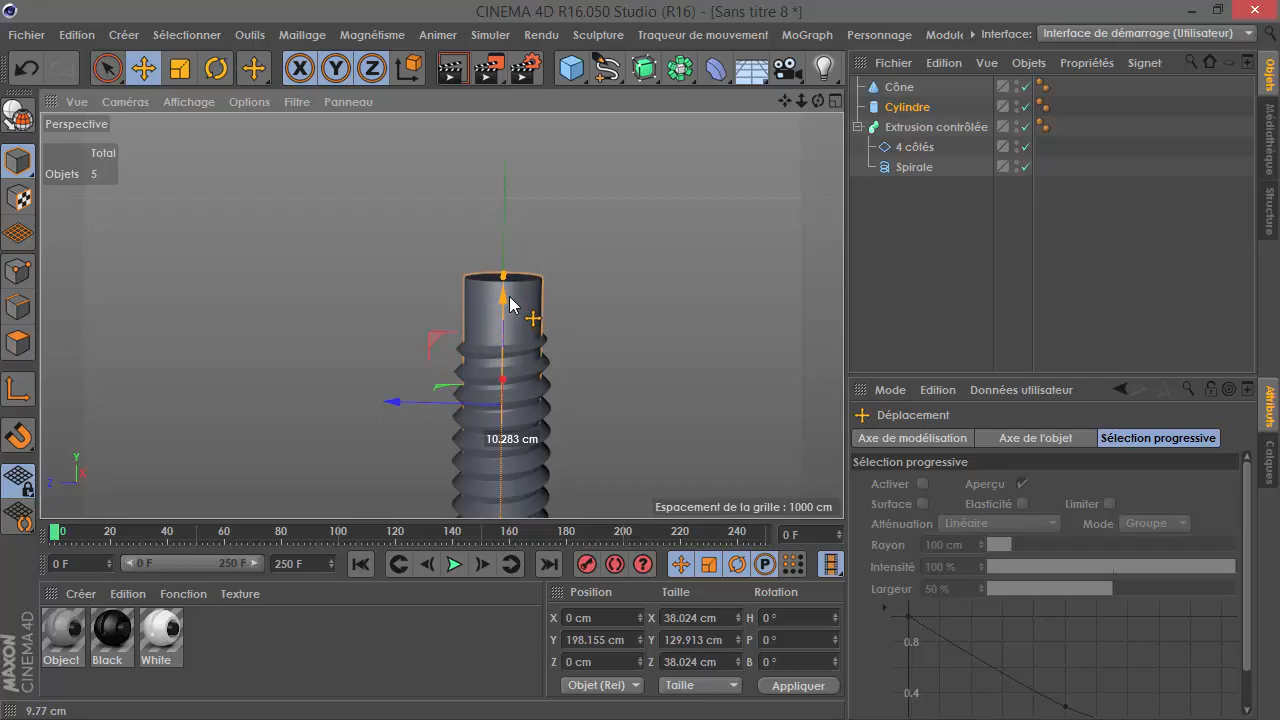 CINEMA 4D R16.050 Studio (R16) - [Sans titre 8 *]
Fichier Edition Créer Sélectionner Outils Maillage Magnétisme Animer Simuler Rendu Sculpture Traqueur de mouvement MoGraph Personnage Module Interface: Interface de démarrage (Utilisateur)
X Y Z
Fichier Edition Vue Objets Propriétés Signet
Cône
Cylindre
Extrusion contrôlée
4 côtés
Spirale
Objets
Médiathèque
Structure
Vue Caméras Affichage Options Filtre Panneau
Perspective
Total
Objets 5
10.283 cm
Y
Z X
Espacement de la grille : 1000 cm
Mode Edition Données utilisateur
Déplacement
Axe de modélisation Axe de l'objet Sélection progressive
Sélection progressive
Activer Aperçu
Surface Elasticité Limiter
Atténuation Linéaire Mode Groupe
Rayon 100 cm
Intensité 100 %
Largeur 50 %
0.8
0.4
Attributs
Calques
0 20 40 60 80 100 120 140 160 180 200 220 240 0 F
0 F 0 F 250 F 250 F
P
Créer Edition Fonction Texture
Object Black White
Position Taille Rotation
X 0 cm X 38.024 cm H 0 °
Y 198.155 cm Y 129.913 cm P 0 °
Z 0 cm Z 38.024 cm B 0 °
Objet (Rel) Taille Appliquer
MAXON
CINEMA 4D
9.77 cm